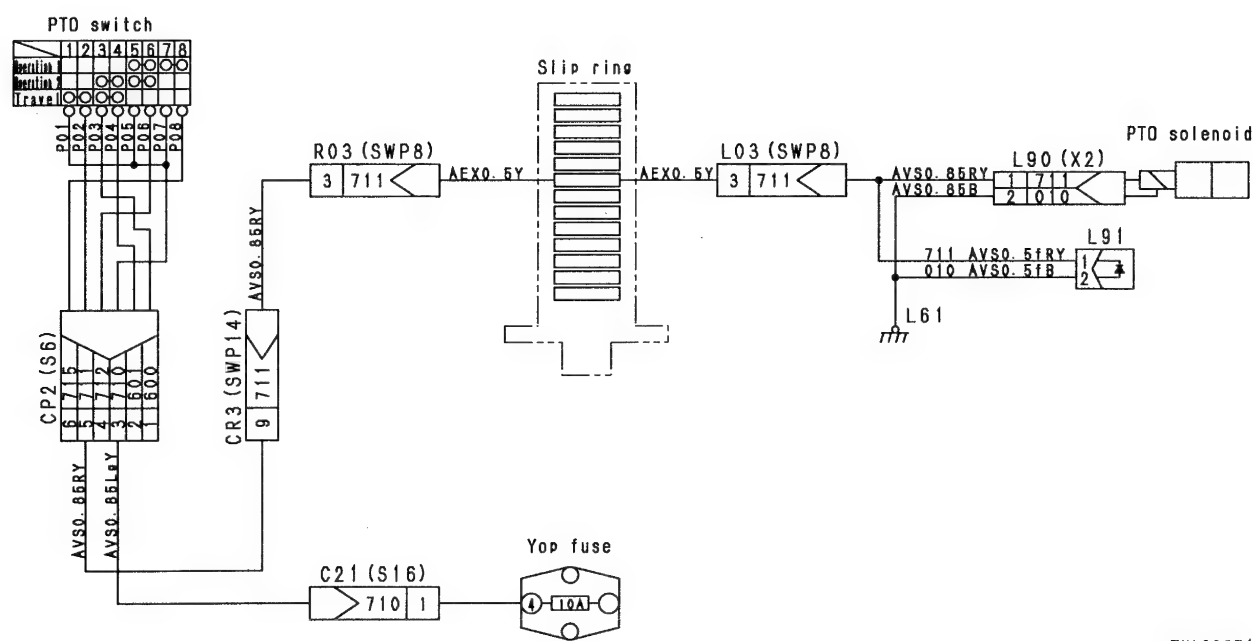 PTO switch
1 2 3 4 5 6 7 8
Operation 1
Operation 2
Travel
P01 P02 P03 P04 P05 P06 P07 P08
Slip ring
PTO solenoid
R03 (SWP8)
3 711
AEX0.5Y
AEX0.5Y
L03 (SWP8)
3 711
AVS0.85RY
AVS0.85B
L90 (X2)
1 711
2 010
711 AVS0.5fRY
010 AVS0.5fB
L91
1
2
L61
AVS0.85RY
CR3 (SWP14)
9 711
CP2 (S6)
6 715
5 711
4 712
3 710
2 601
1 600
AVS0.85RY
AVS0.85LgY
C21 (S16)
710 1
Yop fuse
4 10A